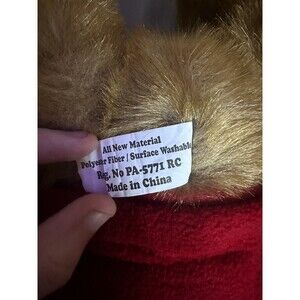 All New Material
Polyester Fiber / Surface Washable
Reg. No PA-5771 RC
Made in China